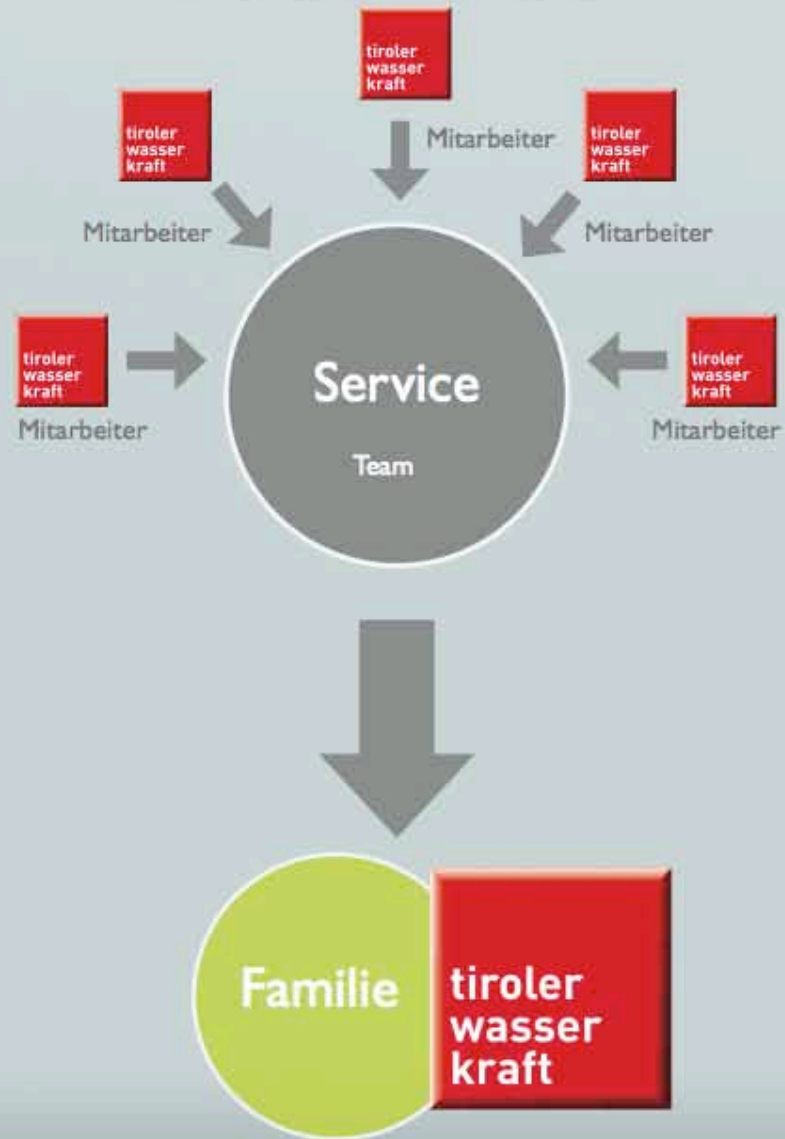 tiroler
wasser
kraft
Mitarbeiter
tiroler
wasser
kraft
Mitarbeiter
tiroler
wasser
kraft
Mitarbeiter
tiroler
wasser
kraft
Mitarbeiter
tiroler
wasser
kraft
Mitarbeiter
Service
Team
Familie
tiroler
wasser
kraft